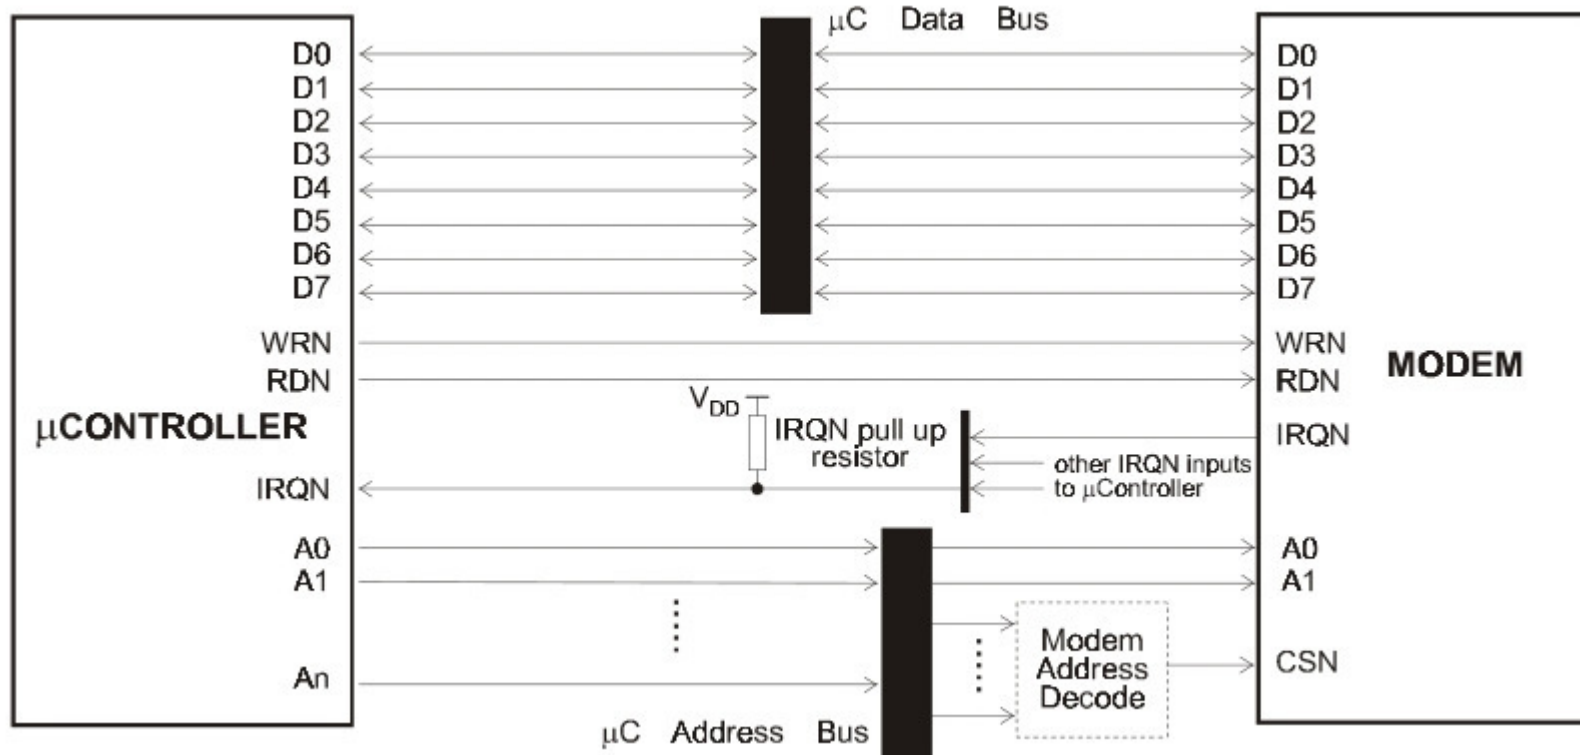 μC Data Bus
D0
D1
D2
D3
D4
D5
D6
D7
WRN
RDN
μCONTROLLER
IRQN
A0
A1
An
D0
D1
D2
D3
D4
D5
D6
D7
WRN
RDN
MODEM
IRQN
A0
A1
CSN
VDD
IRQN pull up
resistor
other IRQN inputs
to μController
Modem
Address
Decode
μC Address Bus